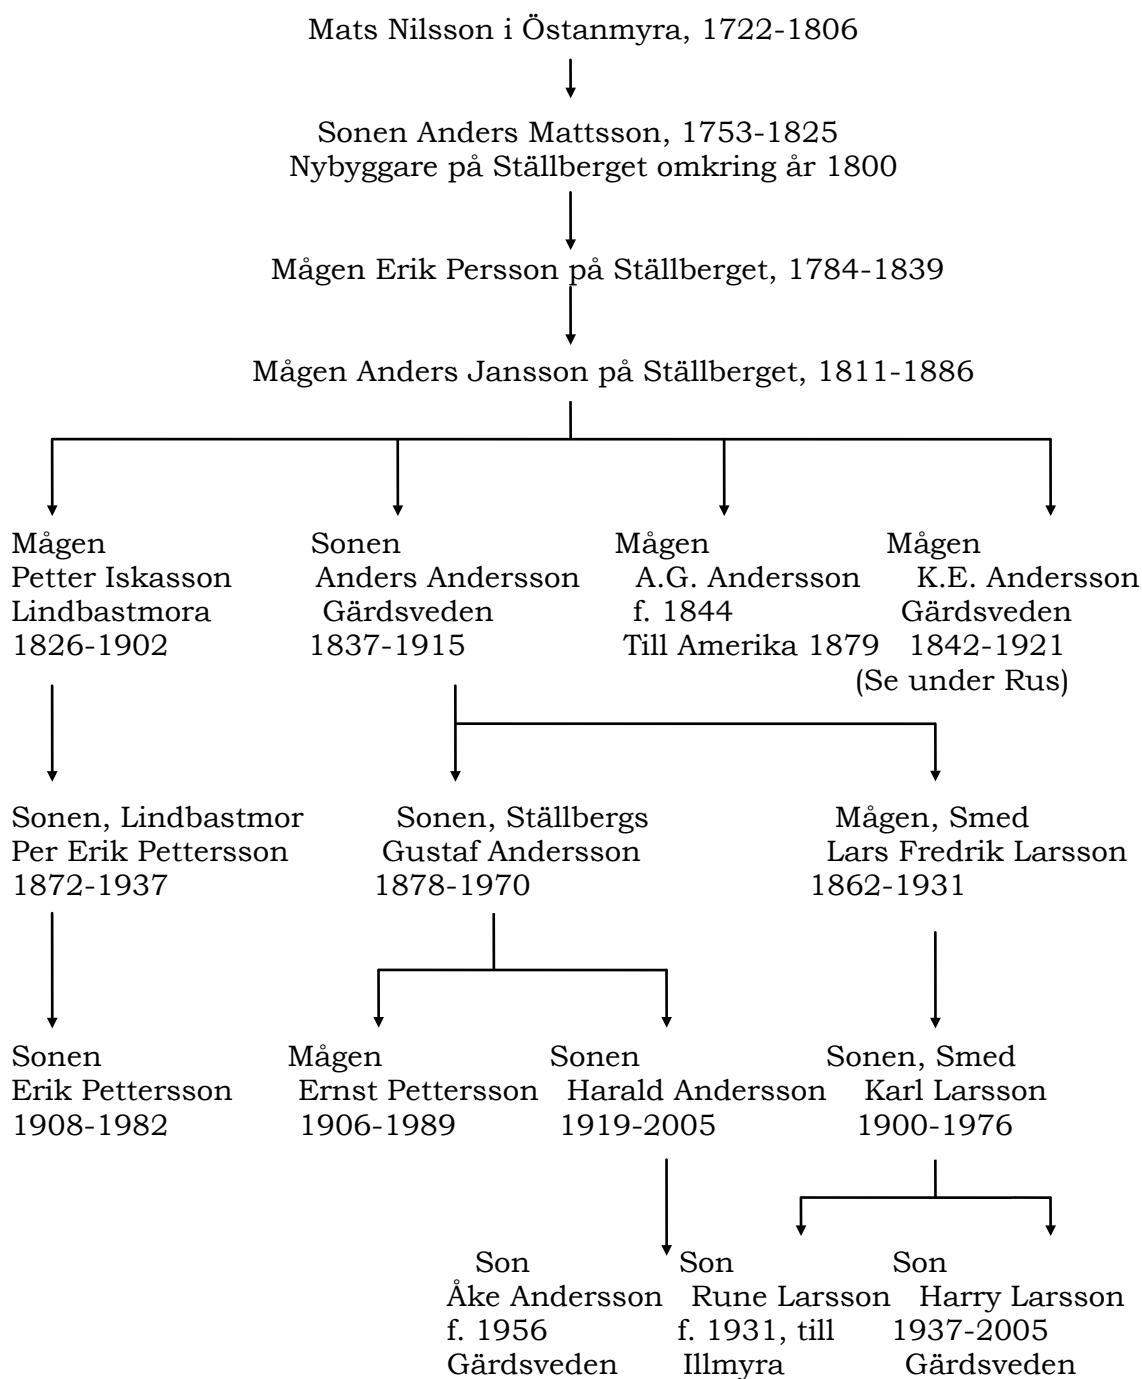 Mats Nilsson i Östanmyra, 1722-1806
Sonen Anders Mattsson, 1753-1825
Nybyggare på Ställberget omkring år 1800
Mågen Erik Persson på Ställberget, 1784-1839
Mågen Anders Jansson på Ställberget, 1811-1886
Mågen
Petter Iskasson
Lindbastmora
1826-1902
Sonen
Anders Andersson
Gärdsveden
1837-1915
Mågen
A.G. Andersson
f. 1844
Till Amerika 1879
Mågen
K.E. Andersson
Gärdsveden
1842-1921
(Se under Rus)
Sonen, Lindbastmor
Per Erik Pettersson
1872-1937
Sonen, Ställbergs
Gustaf Andersson
1878-1970
Mågen, Smed
Lars Fredrik Larsson
1862-1931
Sonen
Erik Pettersson
1908-1982
Mågen
Ernst Pettersson
1906-1989
Sonen
Harald Andersson
1919-2005
Sonen, Smed
Karl Larsson
1900-1976
Son
Åke Andersson
f. 1956
Gärdsveden
Son
Rune Larsson
f. 1931, till
Illmyra
Son
Harry Larsson
1937-2005
Gärdsveden